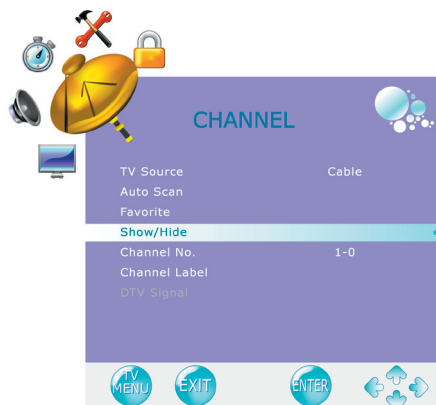 CHANNEL
TV Source Cable
Auto Scan
Favorite
Show/Hide
Channel No. 1-0
Channel Label
DTV Signal
TV MENU EXIT ENTER